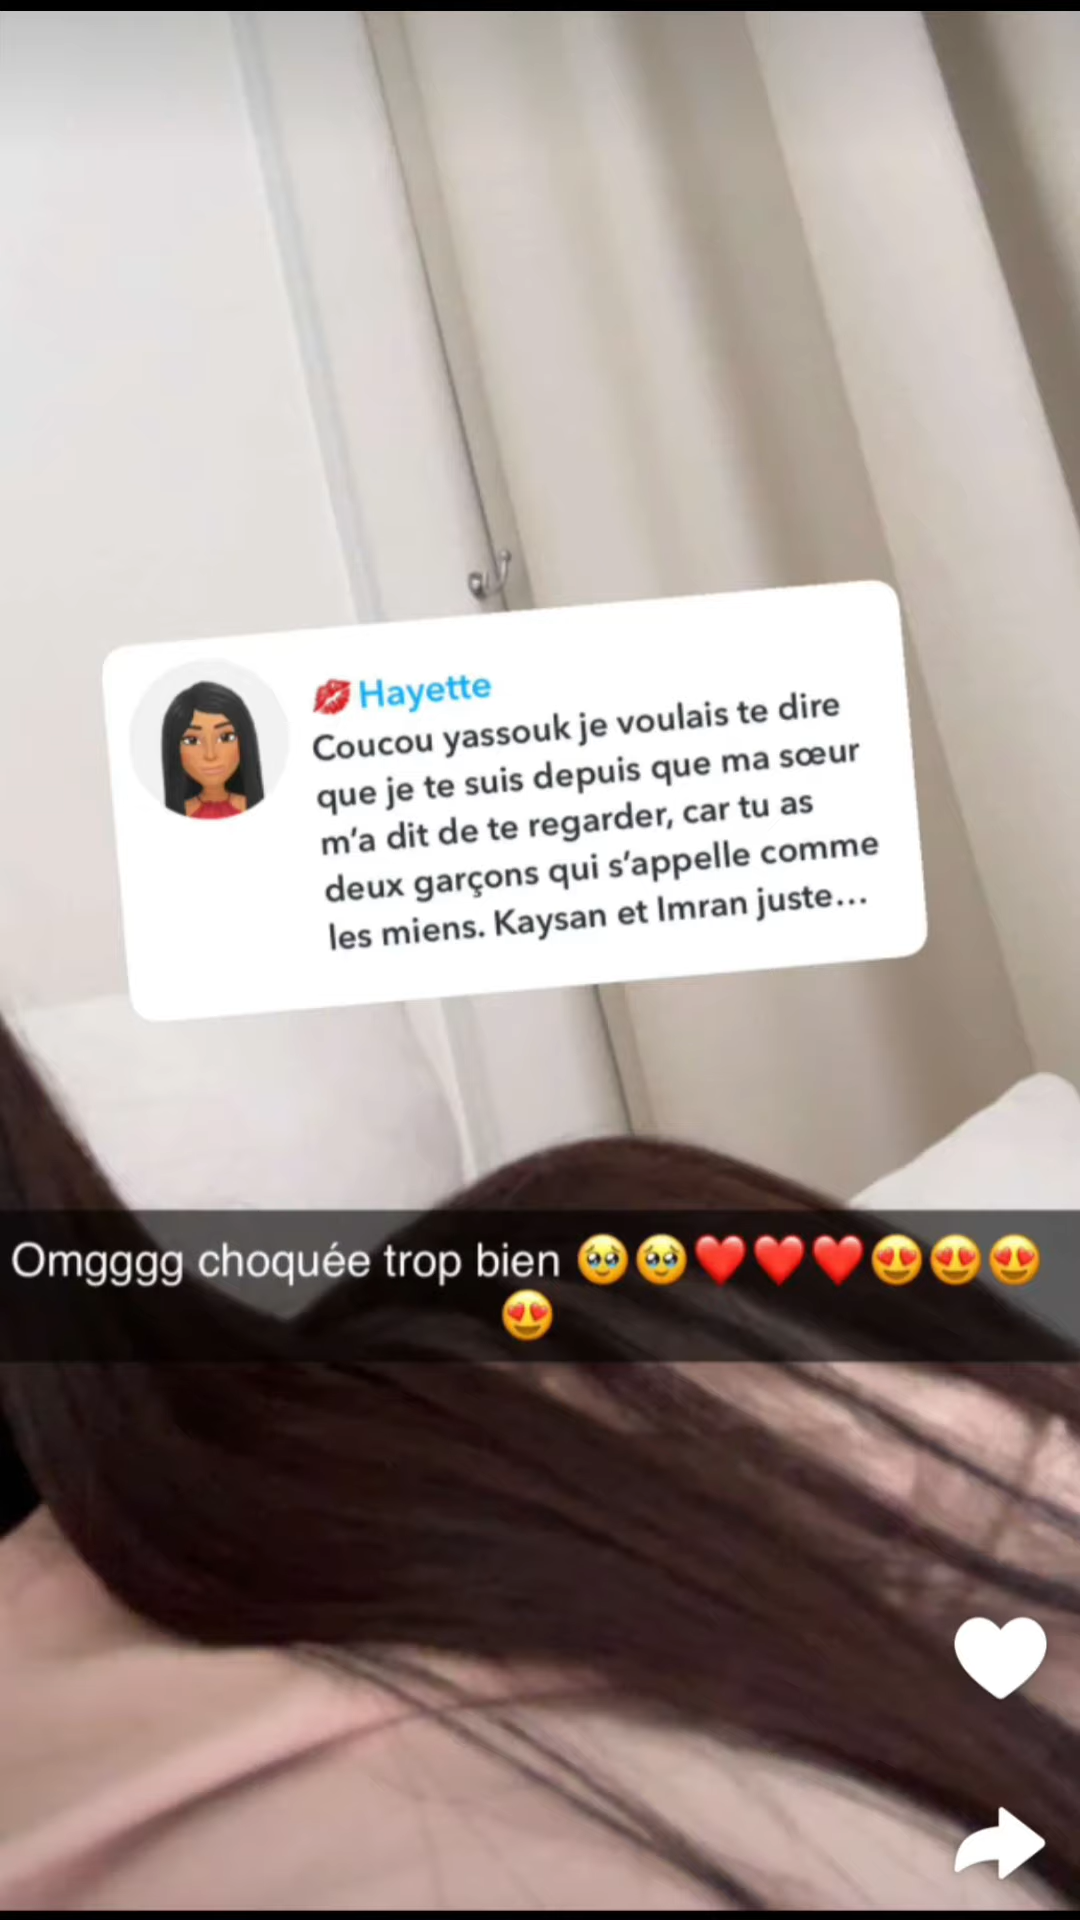 💋 Hayette
Coucou yassouk je voulais te dire
que je te suis depuis que ma sœur
m'a dit de te regarder, car tu as
deux garçons qui s'appelle comme
les miens. Kaysan et Imran juste...
Omgggg choquée trop bien 🥹🥹❤️❤️❤️😍😍😍
😍